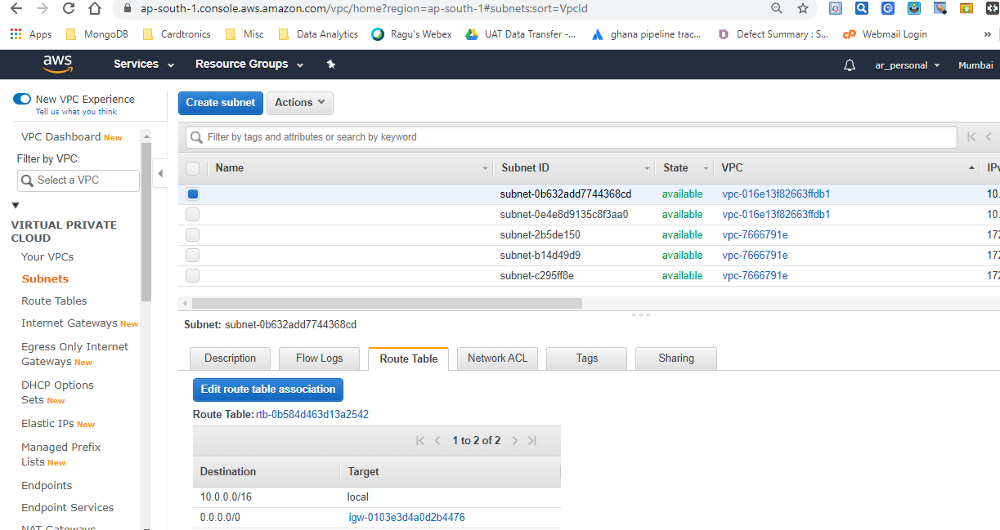 ap-south-1.console.aws.amazon.com/vpc/home?region=ap-south-1#subnets:sort=VpcId
Apps MongoDB Cardtronics Misc Data Analytics Ragu's Webex UAT Data Transfer -... ghana pipeline trac... Defect Summary : S... Webmail Login »
aws Services Resource Groups ar_personal Mumbai
New VPC Experience
Tell us what you think
Create subnet Actions
VPC Dashboard New
Filter by VPC:
Select a VPC
VIRTUAL PRIVATE
CLOUD
Your VPCs
Subnets
Route Tables
Internet Gateways New
Egress Only Internet
Gateways New
DHCP Options
Sets New
Elastic IPs New
Managed Prefix
Lists New
Endpoints
Endpoint Services
NAT Gateways
Filter by tags and attributes or search by keyword
Name Subnet ID State VPC IPv
subnet-0b632add7744368cd available vpc-016e13f82663ffdb1 10.
subnet-0e4e8d9135c8f3aa0 available vpc-016e13f82663ffdb1 10.
subnet-2b5de150 available vpc-7666791e 172
subnet-b14d49d9 available vpc-7666791e 172
subnet-c295ff8e available vpc-7666791e 172
Subnet: subnet-0b632add7744368cd
Description Flow Logs Route Table Network ACL Tags Sharing
Edit route table association
Route Table: rtb-0b584d463d13a2542
1 to 2 of 2
Destination Target
10.0.0.0/16 local
0.0.0.0/0 igw-0103e3d4a0d2b4476